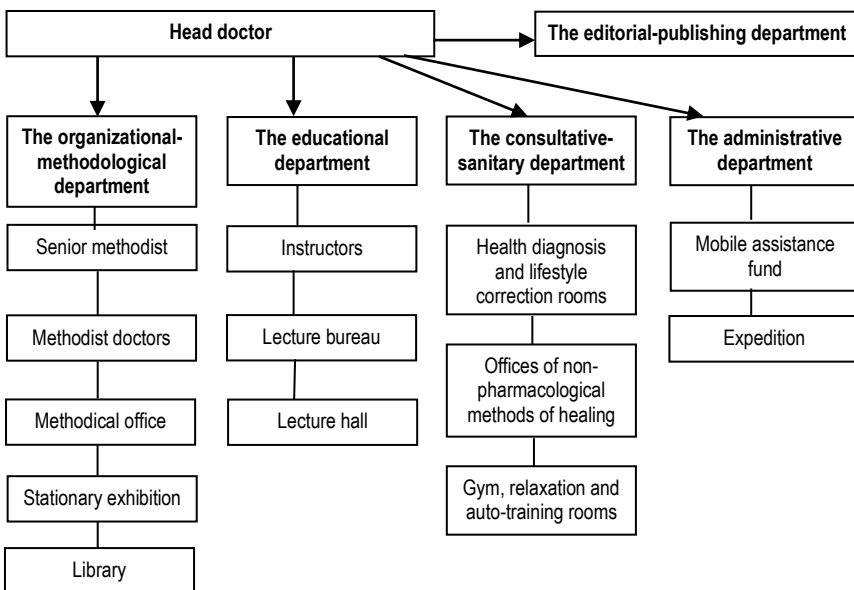 Head doctor
The editorial-publishing department
The organizational-
methodological
department
Senior methodist
Methodist doctors
Methodical office
Stationary exhibition
Library
The educational
department
Instructors
Lecture bureau
Lecture hall
The consultative-
sanitary department
Health diagnosis
and lifestyle
correction rooms
Offices of non-
pharmacological
methods of healing
Gym, relaxation and
auto-training rooms
The administrative
department
Mobile assistance
fund
Expedition